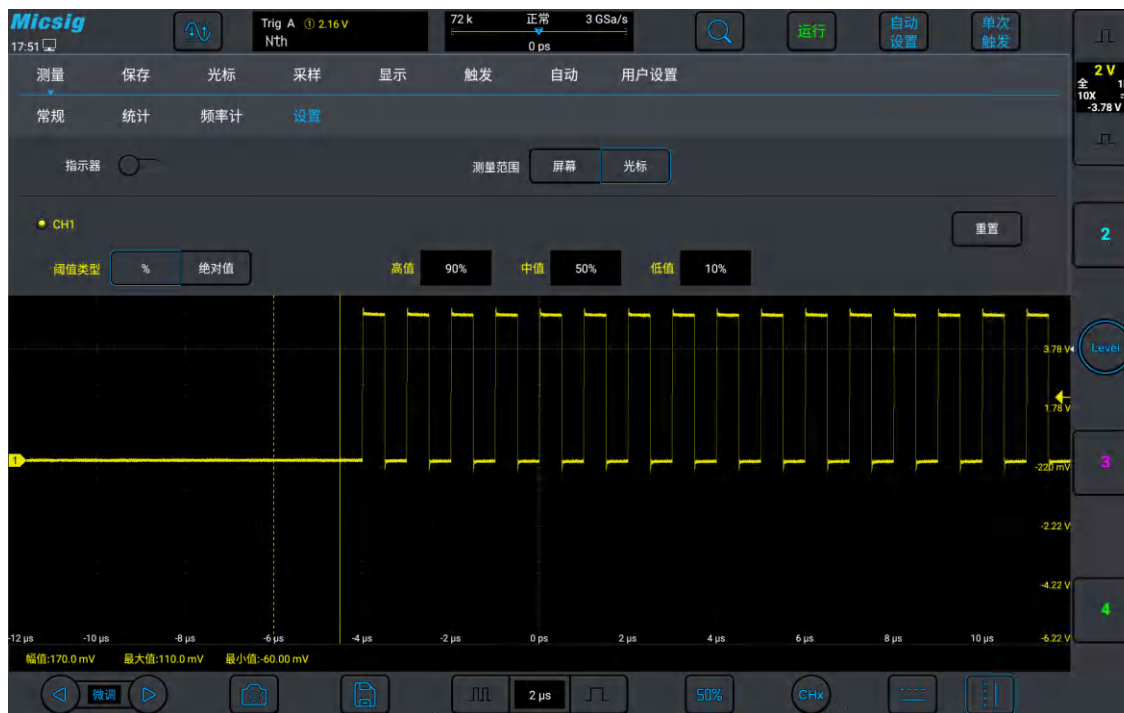 Micsig
17:51
Trig A ① 2.16 V
Nth
72 k 正常 3 GSa/s
0 ps
运行
自动
设置
单次
触发
测量 保存 光标 采样 显示 触发 自动 用户设置
常规 统计 频率计 设置
2 V
全 1
10X =
-3.78 V
指示器 测量范围 屏幕 光标
CH1 重置
2
阈值类型 % 绝对值 高值 90% 中值 50% 低值 10%
3.78 V
Level
1.78 V
1
-220 mV
3
-2.22 V
-4.22 V
4
-12 μs -10 μs -8 μs -6 μs -4 μs -2 μs 0 ps 2 μs 4 μs 6 μs 8 μs 10 μs -6.22 V
幅值:170.0 mV 最大值:110.0 mV 最小值:-60.00 mV
微调 2 μs 50% CHx